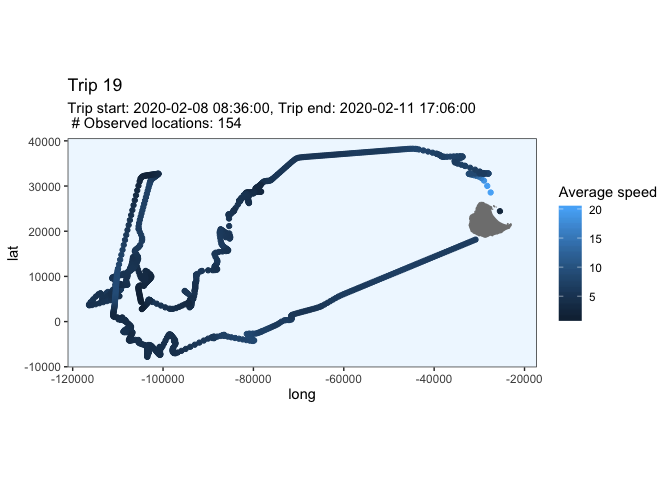 Trip 19
Trip start: 2020-02-08 08:36:00, Trip end: 2020-02-11 17:06:00
# Observed locations: 154
40000
30000
20000
10000
0
-10000
lat
-120000
-100000
-80000
-60000
-40000
-20000
long
Average speed
20
15
10
5